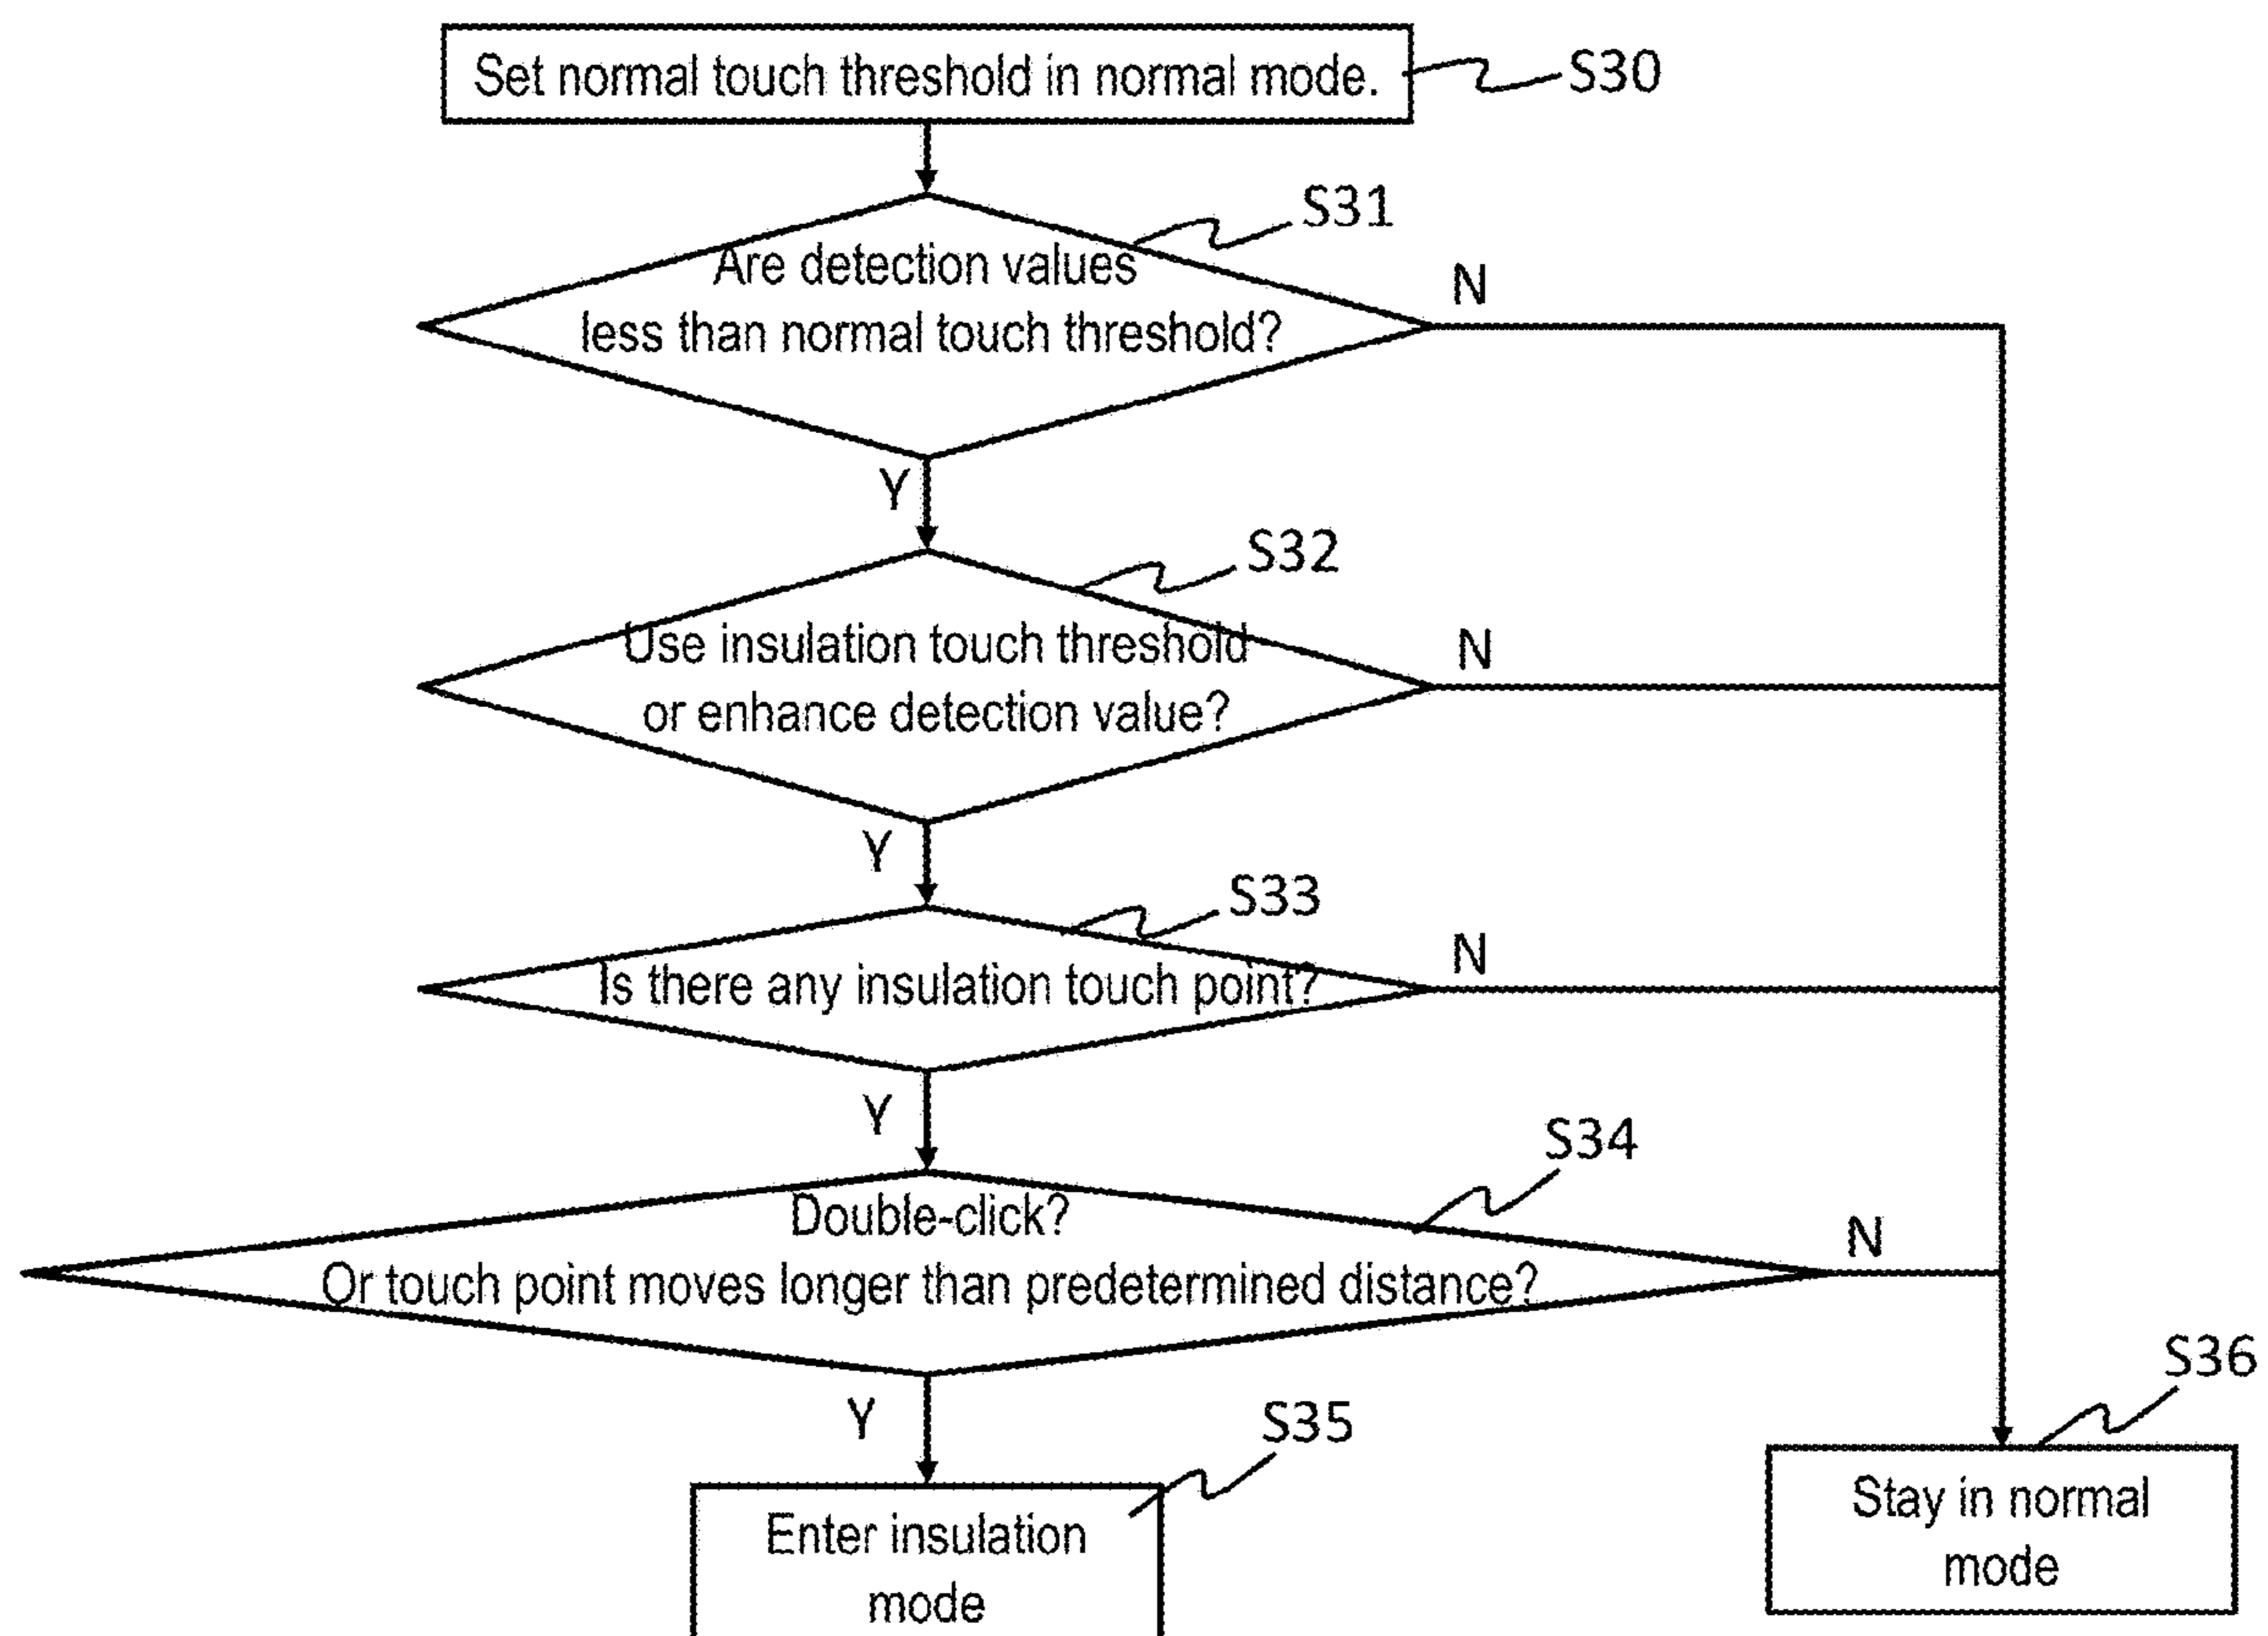 Set normal touch threshold in normal mode.
S30
S31
Are detection values
less than normal touch threshold?
N
Y
S32
Use insulation touch threshold
or enhance detection value?
N
Y
S33
Is there any insulation touch point?
N
Y
S34
Double-click?
Or touch point moves longer than predetermined distance?
N
Y
S35
Enter insulation
mode
S36
Stay in normal
mode